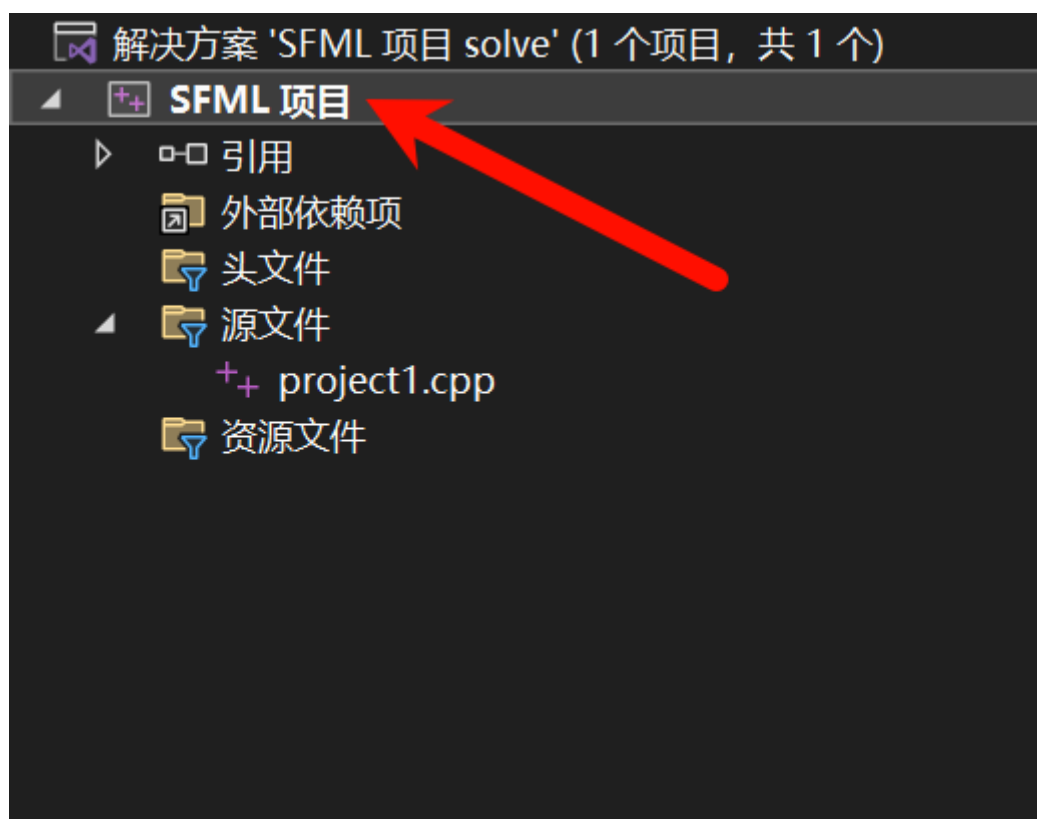 解决方案 'SFML 项目 solve' (1 个项目，共 1 个)
SFML 项目
引用
外部依赖项
头文件
源文件
project1.cpp
资源文件